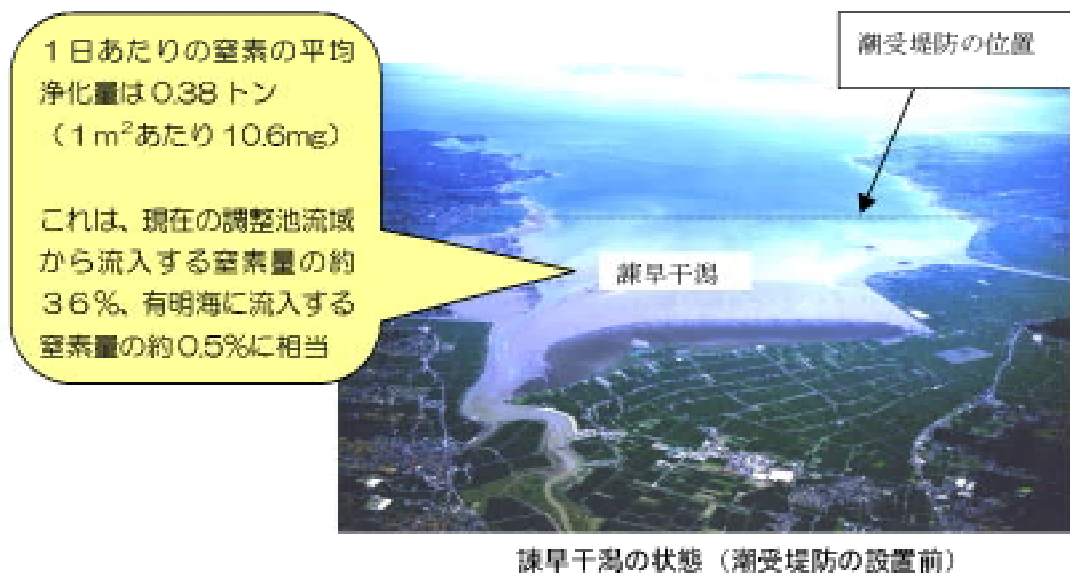 １日あたりの窒素の平均
浄化量は0.38トン
（１m²あたり10.6mg）
これは、現在の調整池流域
から流入する窒素量の約
３６％、有明海に流入する
窒素量の約0.5％に相当
潮受堤防の位置
諫早干潟
諫早干潟の状態（潮受堤防の設置前）